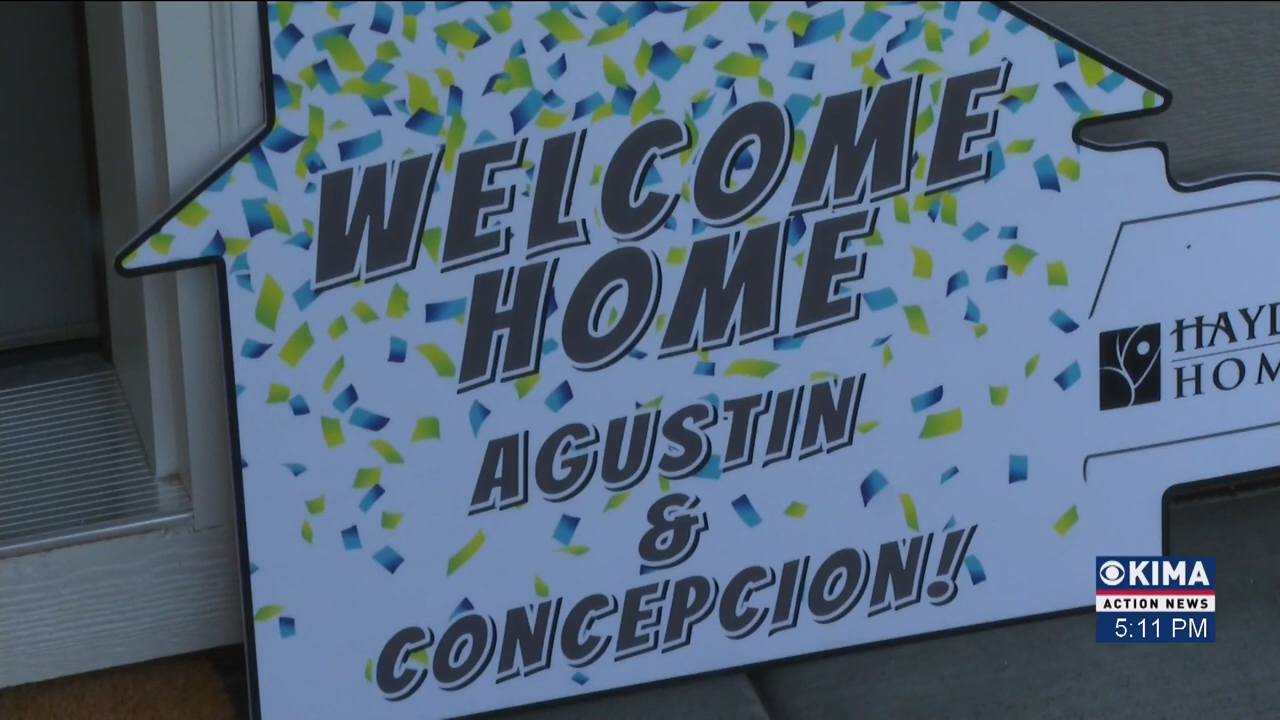 WELCOME
HOME
AGUSTIN
&
CONCEPCION!
KIMA
ACTION NEWS
5:11 PM